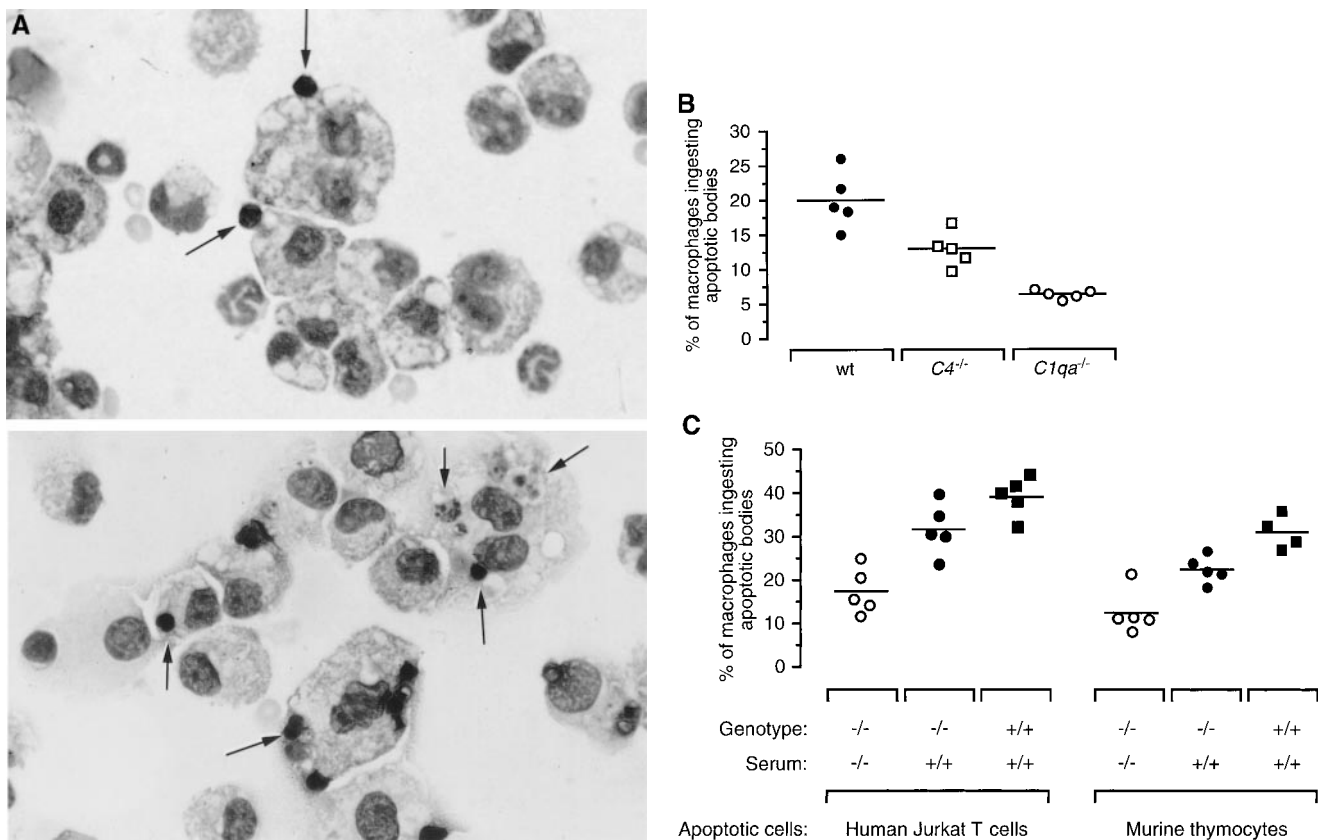 A
B
% of macrophages ingesting
apoptotic bodies
30
25
20
15
10
5
0
wt C4-/- C1qa-/-
C
% of macrophages ingesting
apoptotic bodies
50
40
30
20
10
0
Genotype: -/- -/- +/+ -/- -/- +/+
Serum: -/- +/+ +/+ -/- +/+ +/+
Apoptotic cells: Human Jurkat T cells Murine thymocytes